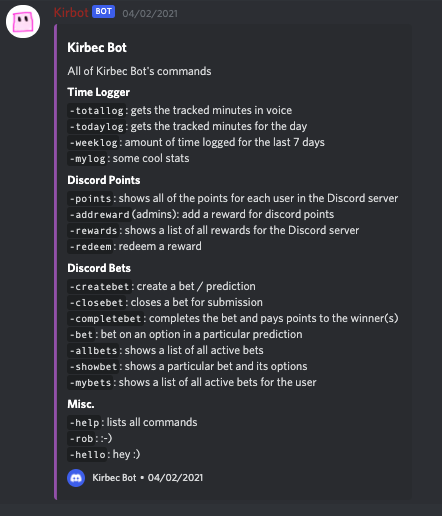 Kirbot BOT 04/02/2021
Kirbec Bot
All of Kirbec Bot's commands
Time Logger
-totallog: gets the tracked minutes in voice
-todaylog: gets the tracked minutes for the day
-weeklog: amount of time logged for the last 7 days
-mylog: some cool stats
Discord Points
-points: shows all of the points for each user in the Discord server
-addreward (admins): add a reward for discord points
-rewards: shows a list of all rewards for the Discord server
-redeem: redeem a reward
Discord Bets
-createbet: create a bet / prediction
-closebet: closes a bet for submission
-completebet: completes the bet and pays points to the winner(s)
-bet: bet on an option in a particular prediction
-allbets: shows a list of all active bets
-showbet: shows a particular bet and its options
-mybets: shows a list of all active bets for the user
Misc.
-help: lists all commands
-rob: :-)
-hello: hey :)
Kirbec Bot • 04/02/2021